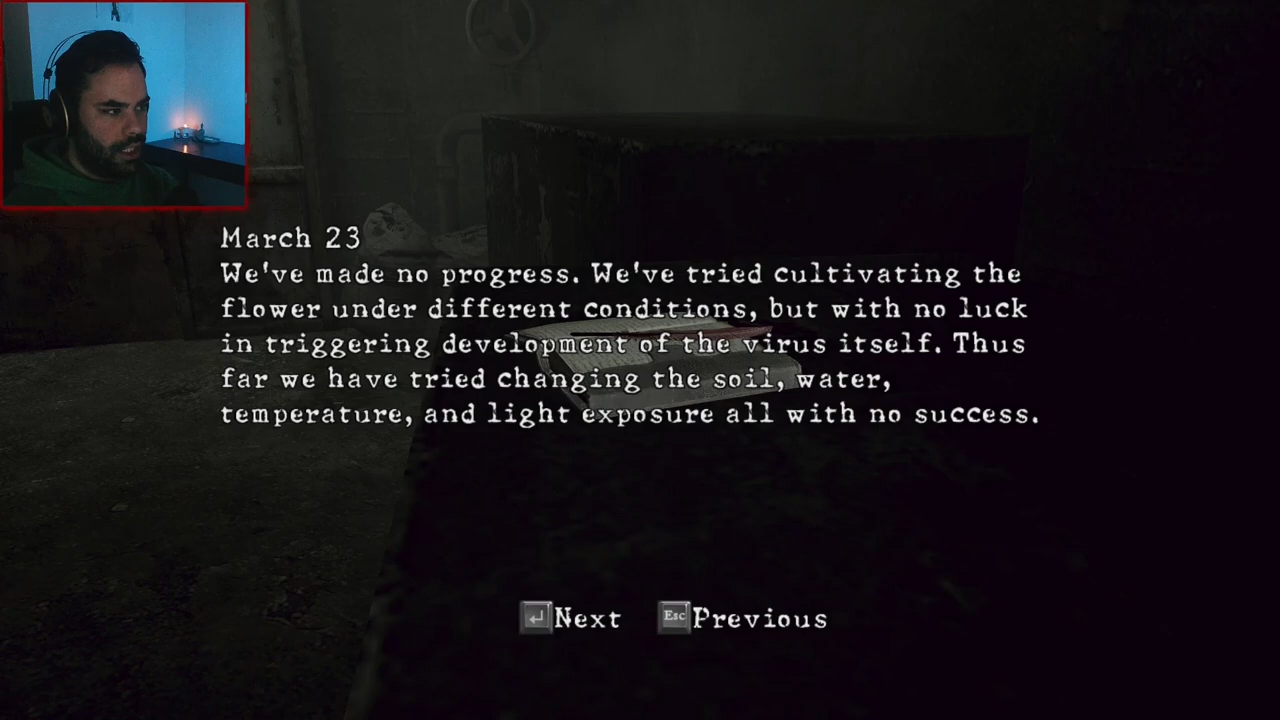 March 23
We've made no progress. We've tried cultivating the
flower under different conditions, but with no luck
in triggering development of the virus itself. Thus
far we have tried changing the soil, water,
temperature, and light exposure all with no success.
Next
Esc Previous